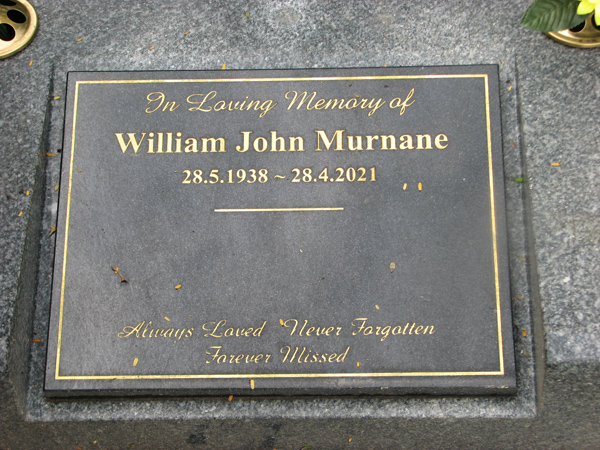 In Loving Memory of
William John Murnane
28.5.1938 ~ 28.4.2021
Always Loved Never Forgotten
Forever Missed